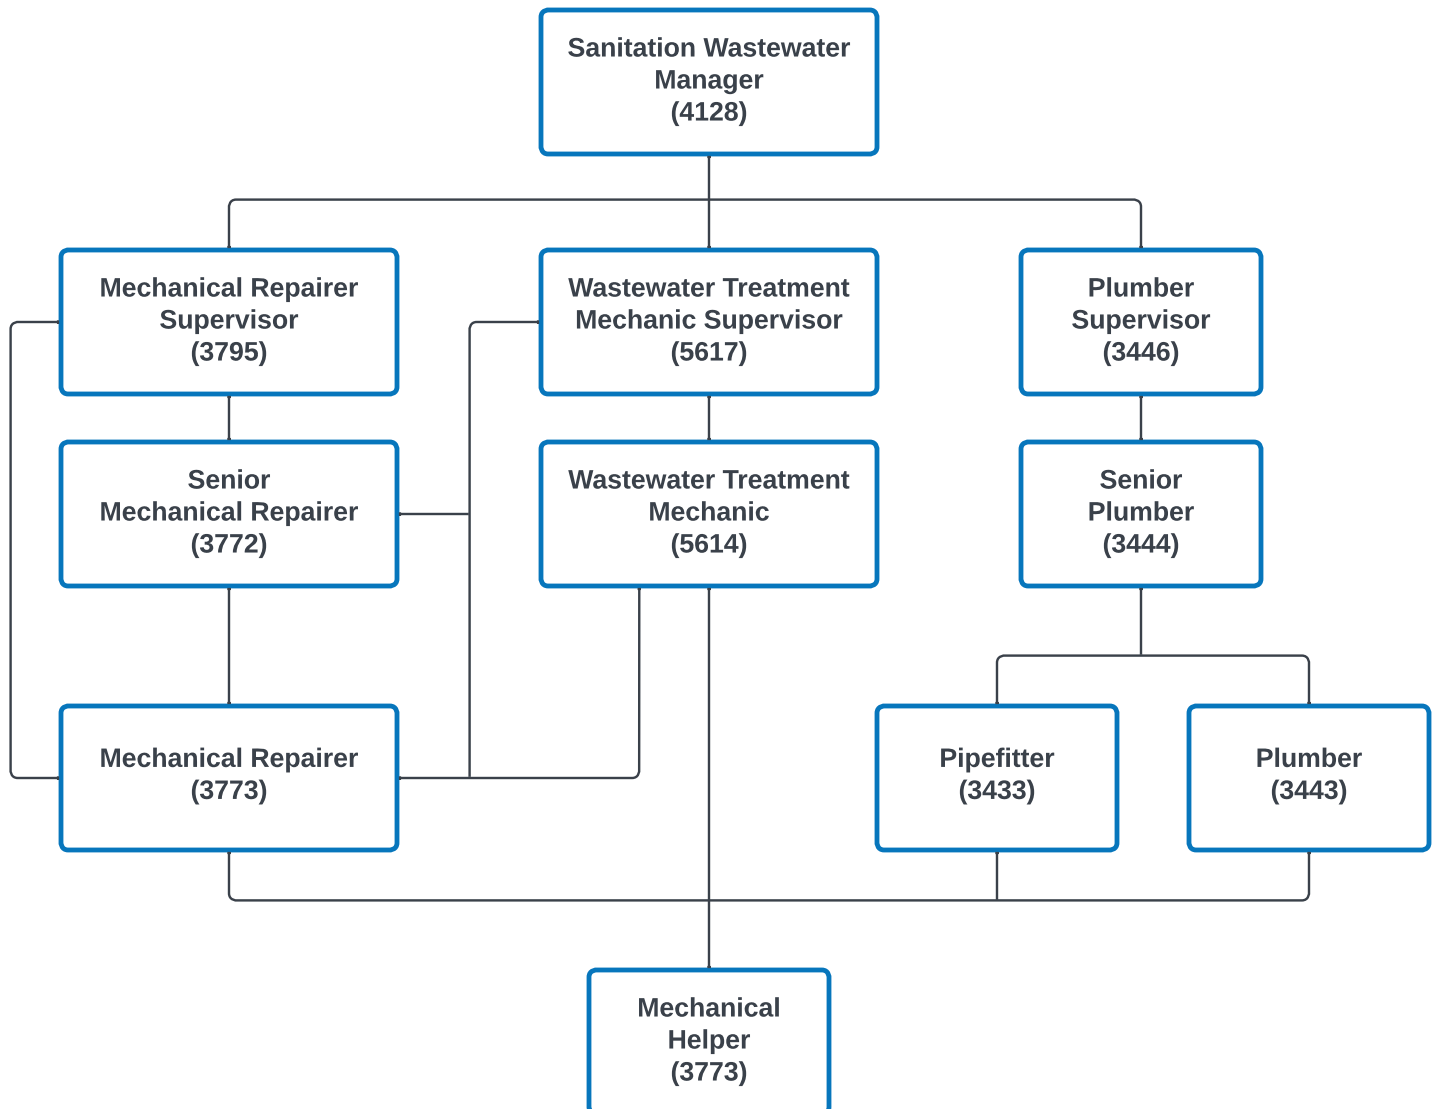 Sanitation Wastewater
Manager
(4128)
Mechanical Repairer
Supervisor
(3795)
Wastewater Treatment
Mechanic Supervisor
(5617)
Plumber
Supervisor
(3446)
Senior
Mechanical Repairer
(3772)
Wastewater Treatment
Mechanic
(5614)
Senior
Plumber
(3444)
Mechanical Repairer
(3773)
Pipefitter
(3433)
Plumber
(3443)
Mechanical
Helper
(3773)